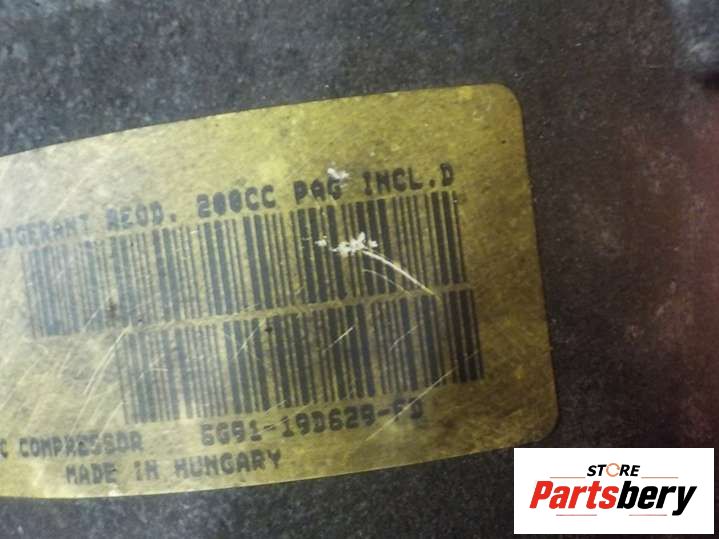 REQD. 200CC PAG INCL.D
C COMPRESSOR 6G91-19D629-FD
MADE IN HUNGARY
STORE
Partsbery